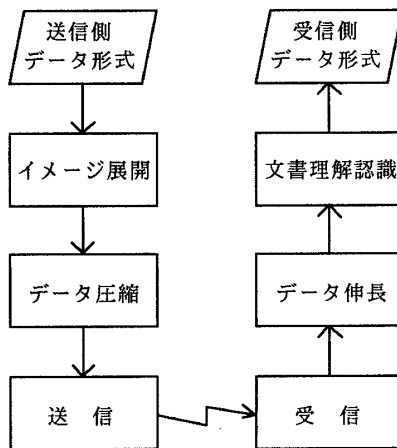 送信側
データ形式
イメージ展開
データ圧縮
送 信
受信側
データ形式
文書理解認識
データ伸長
受 信